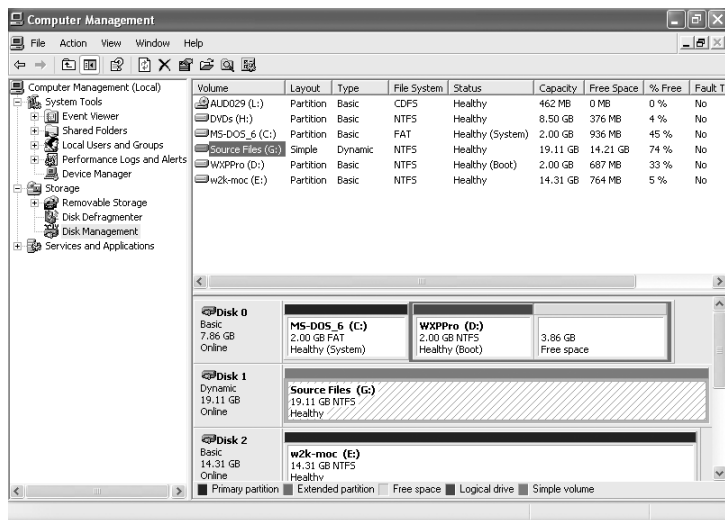 Computer Management
File Action View Window Help
Computer Management (Local)
System Tools
Event Viewer
Shared Folders
Local Users and Groups
Performance Logs and Alerts
Device Manager
Storage
Removable Storage
Disk Defragmenter
Disk Management
Services and Applications
Volume Layout Type File System Status Capacity Free Space % Free Fault T
AUD029 (L:) Partition Basic CDFS Healthy 462 MB 0 MB 0 % No
DVDs (H:) Partition Basic NTFS Healthy 8.50 GB 376 MB 4 % No
MS-DOS_6 (C:) Partition Basic FAT Healthy (System) 2.00 GB 936 MB 45 % No
Source Files (G:) Simple Dynamic NTFS Healthy 19.11 GB 14.21 GB 74 % No
WXPPro (D:) Partition Basic NTFS Healthy (Boot) 2.00 GB 687 MB 33 % No
w2k-moc (E:) Partition Basic NTFS Healthy 14.31 GB 764 MB 5 % No
Disk 0
Basic
7.86 GB
Online
MS-DOS_6 (C:)
2.00 GB FAT
Healthy (System)
WXPPro (D:)
2.00 GB NTFS
Healthy (Boot)
3.86 GB
Free space
Disk 1
Dynamic
19.11 GB
Online
Source Files (G:)
19.11 GB NTFS
Healthy
Disk 2
Basic
14.31 GB
Online
w2k-moc (E:)
14.31 GB NTFS
Healthy
Primary partition Extended partition Free space Logical drive Simple volume